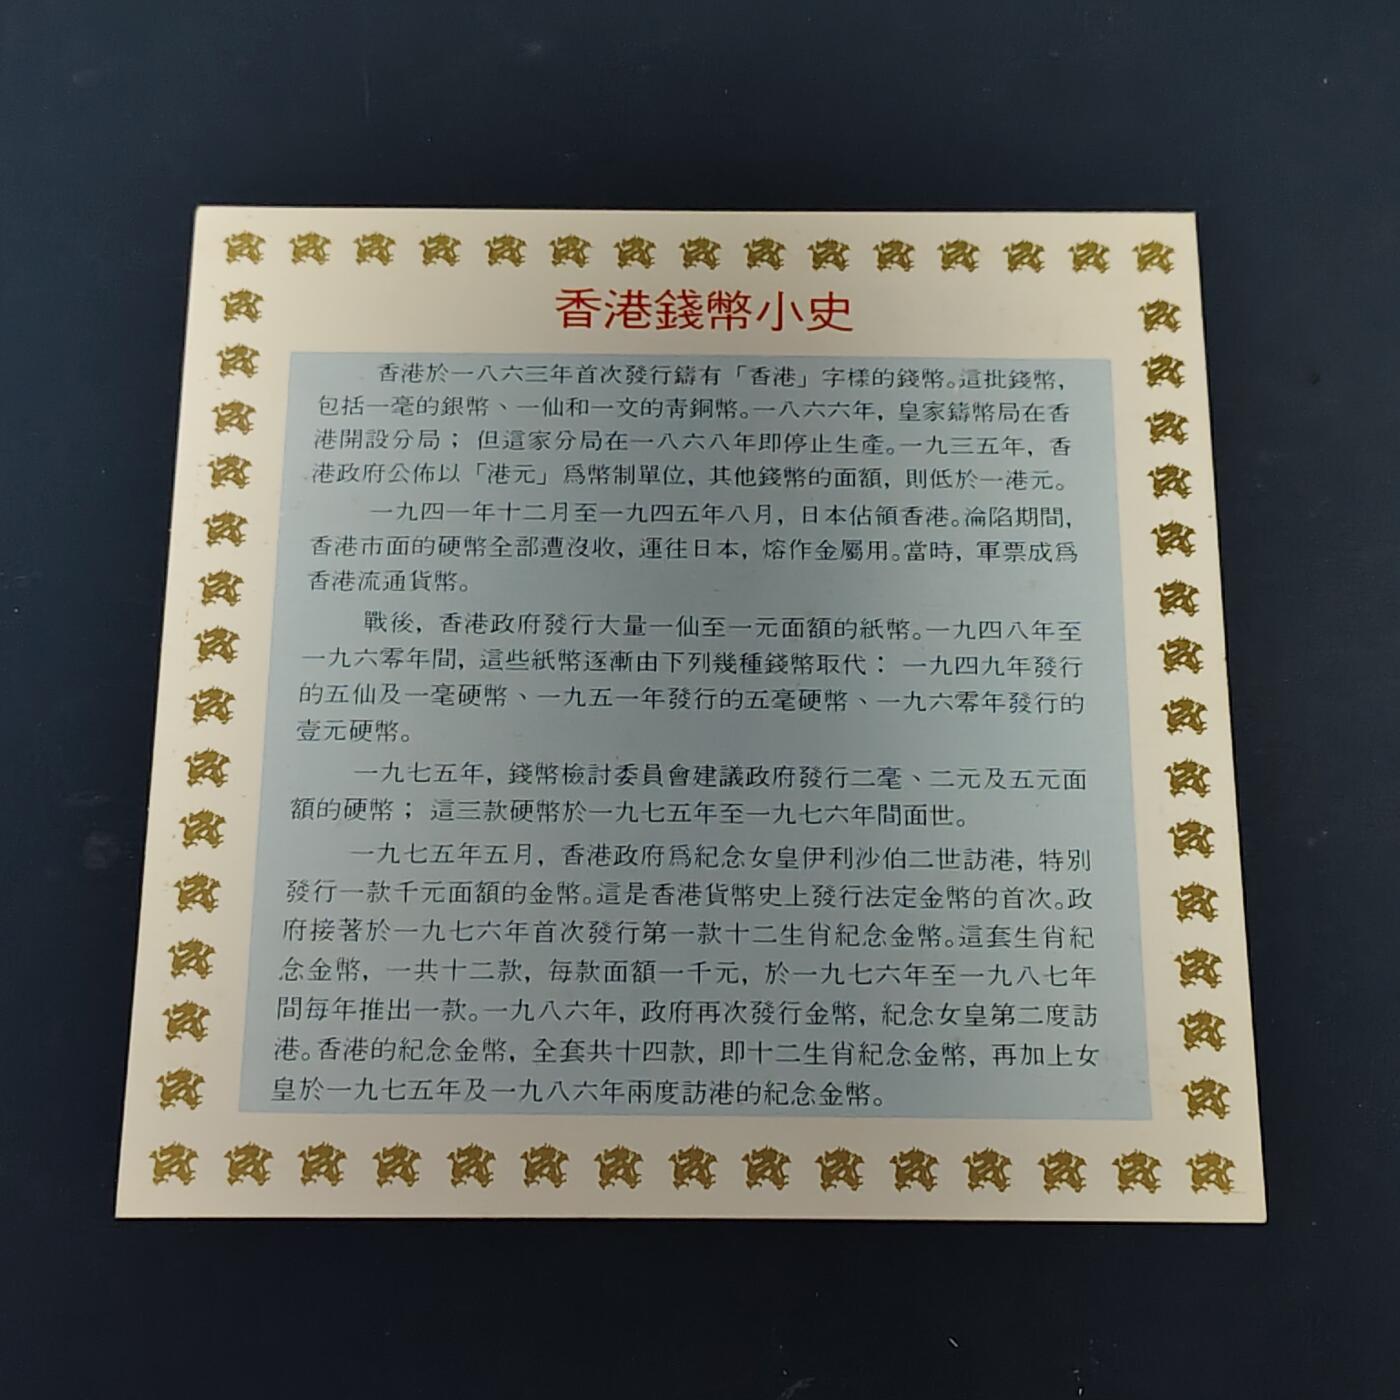 香港錢幣小史
香港於一八六三年首次發行鑄有「香港」字樣的錢幣。這批錢幣,
包括一毫的銀幣、一仙和一文的靑銅幣。一八六六年,皇家鑄幣局在香
港開設分局；但這家分局在一八六八年即停止生產。一九三五年,香
港政府公佈以「港元」爲幣制單位,其他錢幣的面額,則低於一港元。
一九四一年十二月至一九四五年八月,日本佔領香港。淪陷期間,
香港市面的硬幣全部遭沒收,運往日本,熔作金屬用。當時,軍票成爲
香港流通貨幣。
戰後,香港政府發行大量一仙至一元面額的紙幣。一九四八年至
一九六零年間,這些紙幣逐漸由下列幾種錢幣取代：一九四九年發行
的五仙及一毫硬幣、一九五一年發行的五毫硬幣、一九六零年發行的
壹元硬幣。
一九七五年,錢幣檢討委員會建議政府發行二毫、二元及五元面
額的硬幣；這三款硬幣於一九七五年至一九七六年間面世。
一九七五年五月,香港政府爲紀念女皇伊利沙伯二世訪港,特別
發行一款千元面額的金幣。這是香港貨幣史上發行法定金幣的首次。政
府接著於一九七六年首次發行第一款十二生肖紀念金幣。這套生肖紀
念金幣,一共十二款,每款面額一千元,於一九七六年至一九八七年
間每年推出一款。一九八六年,政府再次發行金幣,紀念女皇第二度訪
港。香港的紀念金幣,全套共十四款,即十二生肖紀念金幣,再加上女
皇於一九七五年及一九八六年兩度訪港的紀念金幣。